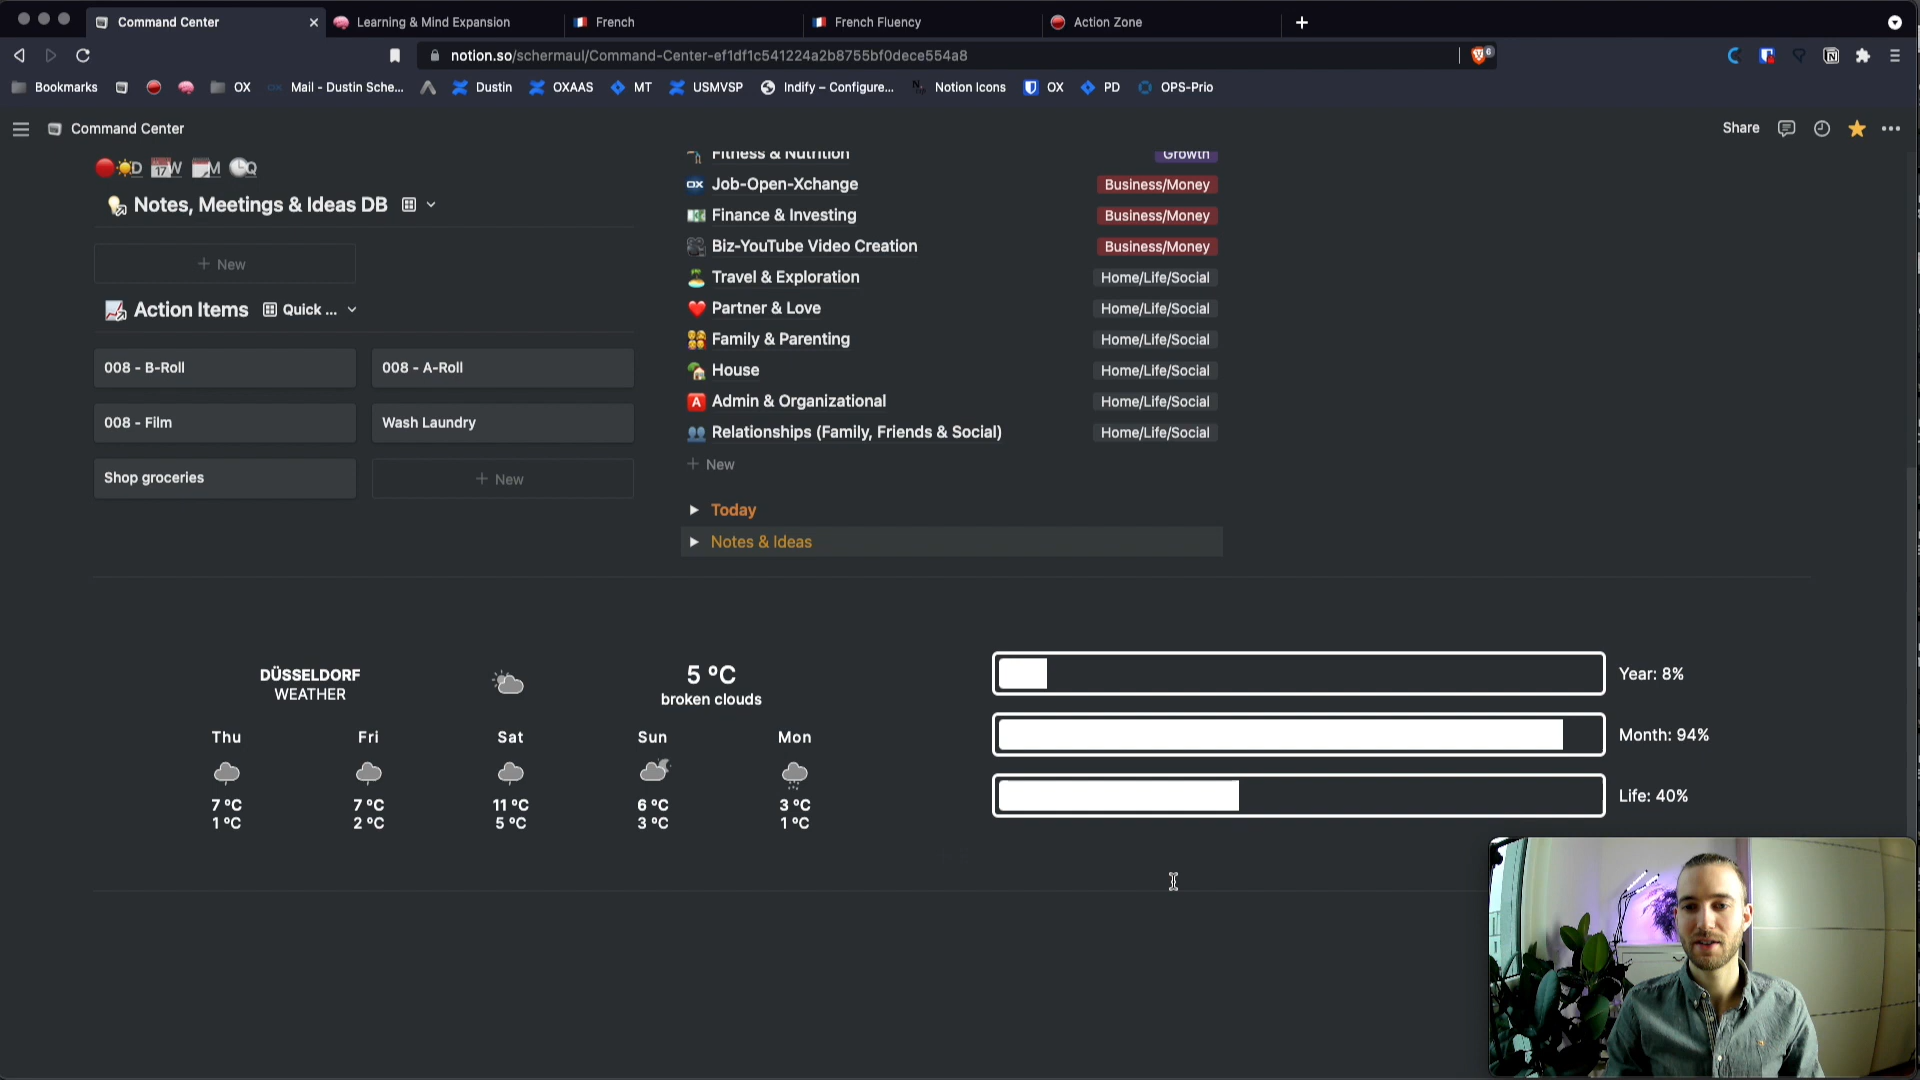 Command Center
Learning & Mind Expansion
French
French Fluency
Action Zone
notion.so/schermaul/Command-Center-ef1df1c541224a2b8755bf0dece554a8
6
Bookmarks
OX
Mail - Dustin Sche...
Dustin
OXAAS
MT
USMVSP
Indify – Configure...
Notion Icons
OX
PD
OPS-Prio
Command Center
Share
D
17 W
M
Q
Notes, Meetings & Ideas DB
+ New
Action Items
Quick ...
008 - B-Roll
008 - A-Roll
008 - Film
Wash Laundry
Shop groceries
+ New
Fitness & Nutrition Growth
OX Job-Open-Xchange Business/Money
Finance & Investing Business/Money
Biz-YouTube Video Creation Business/Money
Travel & Exploration Home/Life/Social
Partner & Love Home/Life/Social
Family & Parenting Home/Life/Social
House Home/Life/Social
A Admin & Organizational Home/Life/Social
Relationships (Family, Friends & Social) Home/Life/Social
+ New
Today
Notes & Ideas
DÜSSELDORF
WEATHER
5 °C
broken clouds
Thu Fri Sat Sun Mon
7 °C 7 °C 11 °C 6 °C 3 °C
1 °C 2 °C 5 °C 3 °C 1 °C
Year: 8%
Month: 94%
Life: 40%